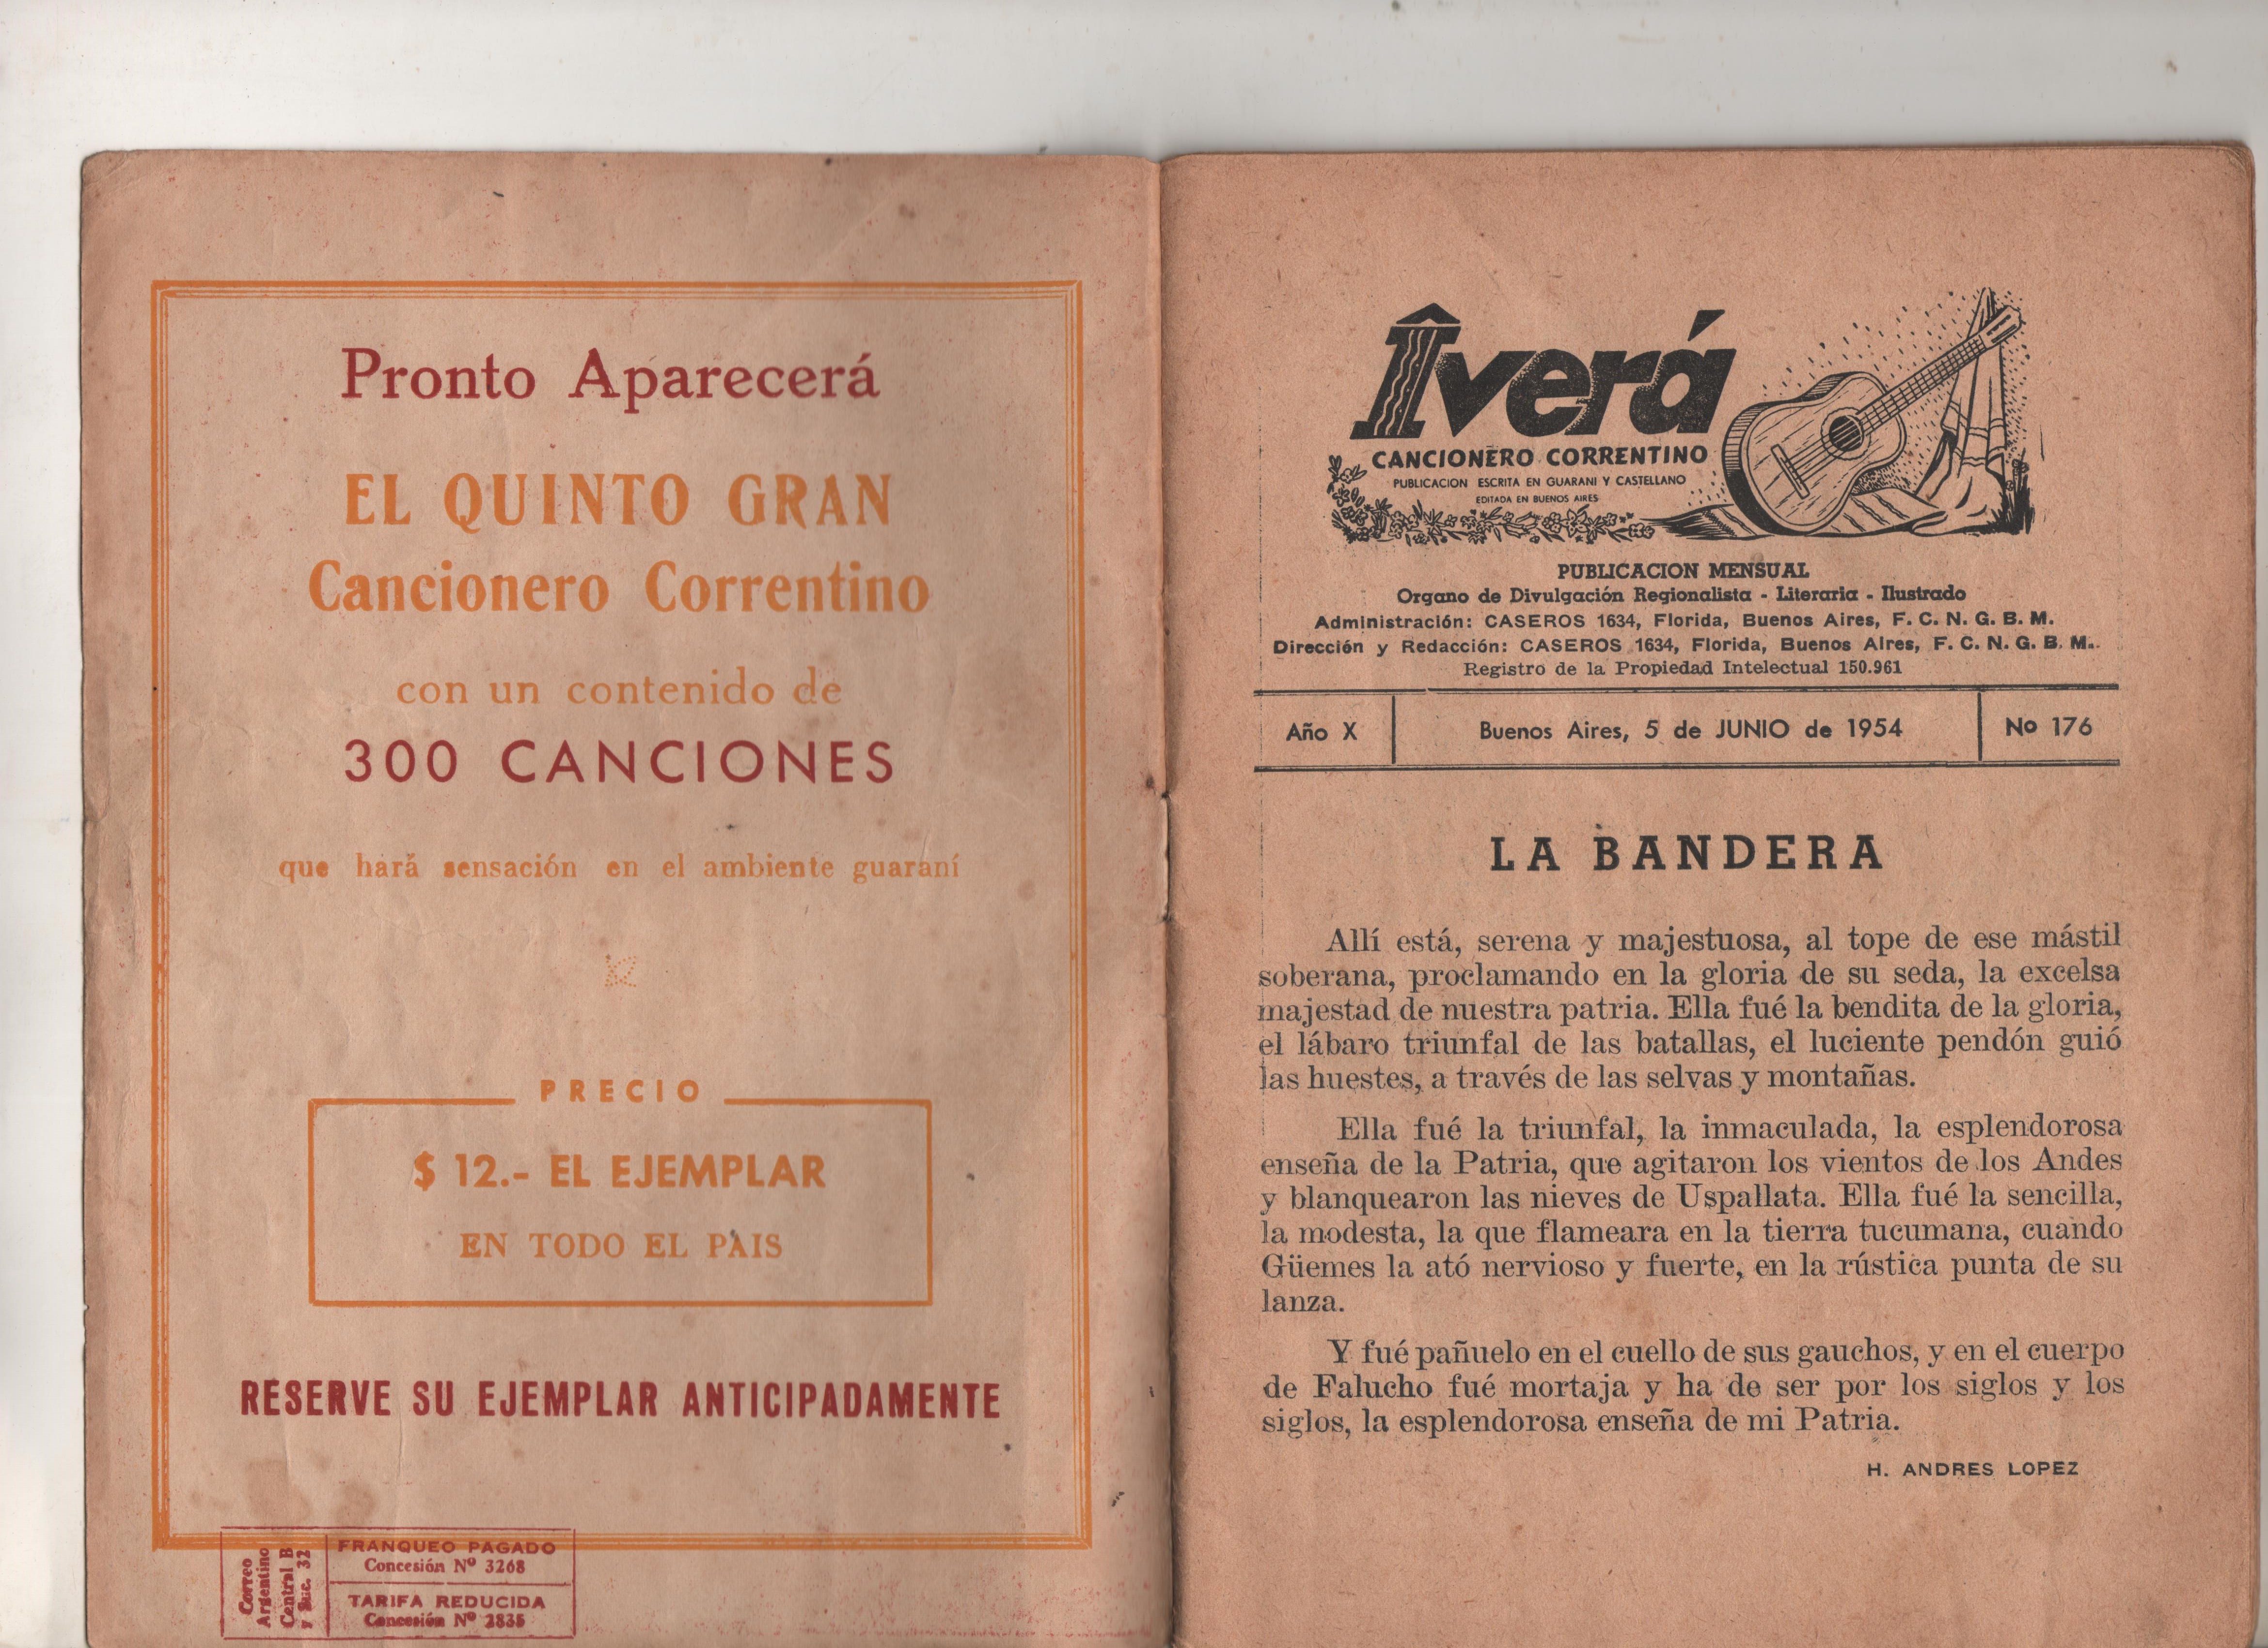 Pronto Aparecerá
EL QUINTO GRAN
Cancionero Correntino
con un contenido de
300 CANCIONES
que hará sensación en el ambiente guaraní
PRECIO
$ 12.- EL EJEMPLAR
EN TODO EL PAIS
RESERVE SU EJEMPLAR ANTICIPADAMENTE
Correo
Argentino
Central B
y Suc. 32
FRANQUEO PAGADO
Concesión Nº 3268
TARIFA REDUCIDA
Concesión Nº 2835
Îverá
CANCIONERO CORRENTINO
PUBLICACION ESCRITA EN GUARANI Y CASTELLANO
EDITADA EN BUENOS AIRES
PUBLICACION MENSUAL
Organo de Divulgación Regionalista - Literaria - Ilustrado
Administración: CASEROS 1634, Florida, Buenos Aires, F. C. N. G. B. M.
Dirección y Redacción: CASEROS 1634, Florida, Buenos Aires, F. C. N. G. B. M.
Registro de la Propiedad Intelectual 150.961
Año X
Buenos Aires, 5 de JUNIO de 1954
Nº 176
LA BANDERA
Allí está, serena y majestuosa, al tope de ese mástil
soberana, proclamando en la gloria de su seda, la excelsa
majestad de nuestra patria. Ella fué la bendita de la gloria,
el lábaro triunfal de las batallas, el luciente pendón guió
las huestes, a través de las selvas y montañas.
Ella fué la triunfal, la inmaculada, la esplendorosa
enseña de la Patria, que agitaron los vientos de los Andes
y blanquearon las nieves de Uspallata. Ella fué la sencilla,
la modesta, la que flameara en la tierra tucumana, cuando
Güemes la ató nervioso y fuerte, en la rústica punta de su
lanza.
Y fué pañuelo en el cuello de sus gauchos, y en el cuerpo
de Falucho fué mortaja y ha de ser por los siglos y los
siglos, la esplendorosa enseña de mi Patria.
H. ANDRES LOPEZ